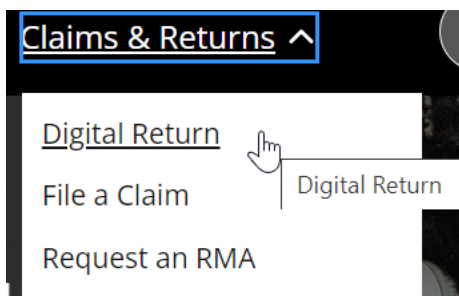 Claims & Returns
Digital Return
Digital Return
File a Claim
Request an RMA